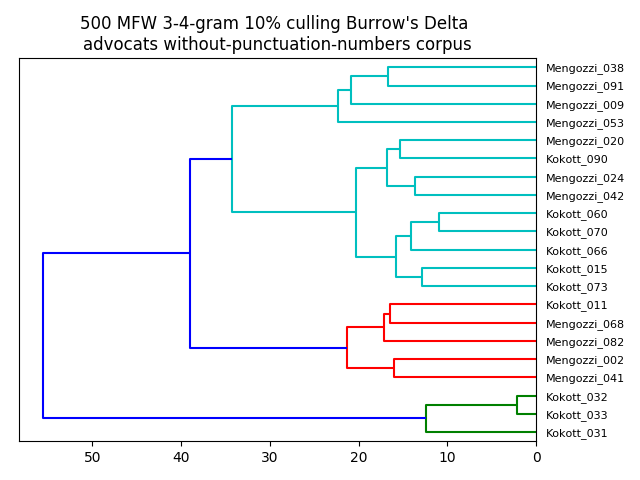 500 MFW 3-4-gram 10% culling Burrow's Delta
advocats without-punctuation-numbers corpus
Mengozzi_038
Mengozzi_091
Mengozzi_009
Mengozzi_053
Mengozzi_020
Kokott_090
Mengozzi_024
Mengozzi_042
Kokott_060
Kokott_070
Kokott_066
Kokott_015
Kokott_073
Kokott_011
Mengozzi_068
Mengozzi_082
Mengozzi_002
Mengozzi_041
Kokott_032
Kokott_033
Kokott_031
50 40 30 20 10 0